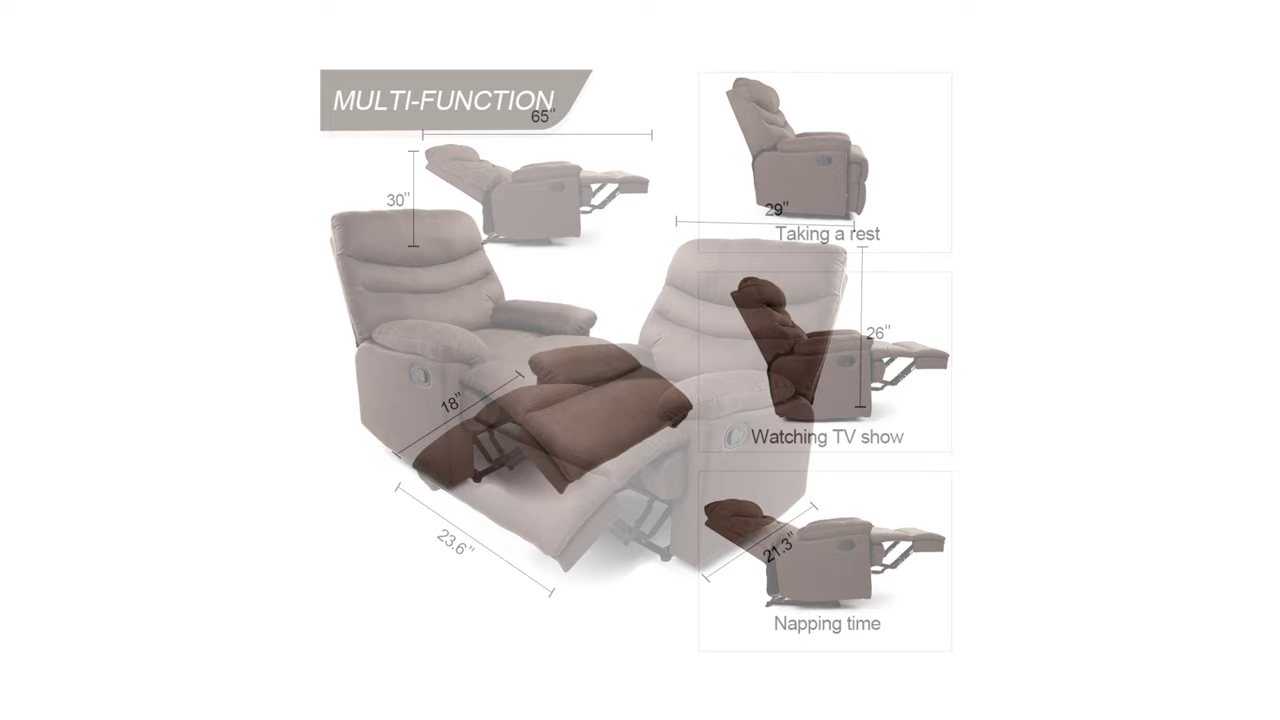 MULTI-FUNCTION
65"
30"
29"
Taking a rest
26"
18"
Watching TV show
23.6"
21.3"
Napping time